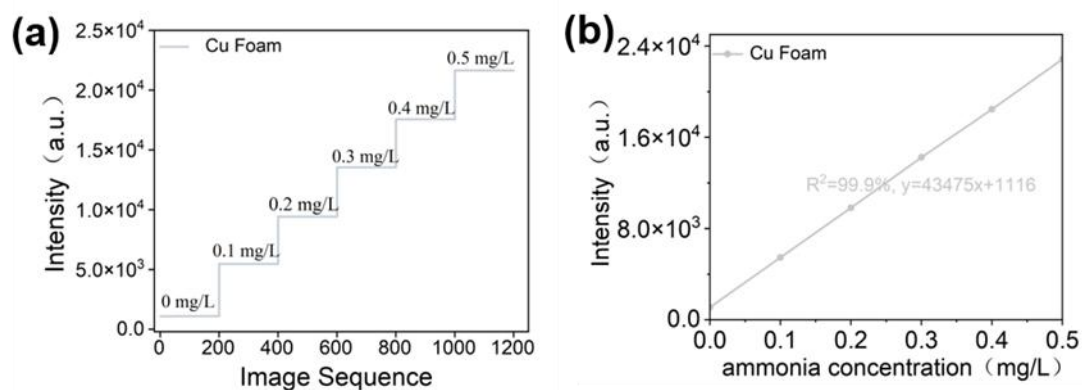 (a)
2.5×10⁴
2.0×10⁴
1.5×10⁴
1.0×10⁴
5.0×10³
0.0
Intensity（a.u.）
Cu Foam
0 mg/L
0.1 mg/L
0.2 mg/L
0.3 mg/L
0.4 mg/L
0.5 mg/L
0 200 400 600 800 1000 1200
Image Sequence
(b)
2.4×10⁴
1.6×10⁴
8.0×10³
0.0
Intensity（a.u.）
Cu Foam
R²=99.9%, y=43475x+1116
0.0 0.1 0.2 0.3 0.4 0.5
ammonia concentration（mg/L）